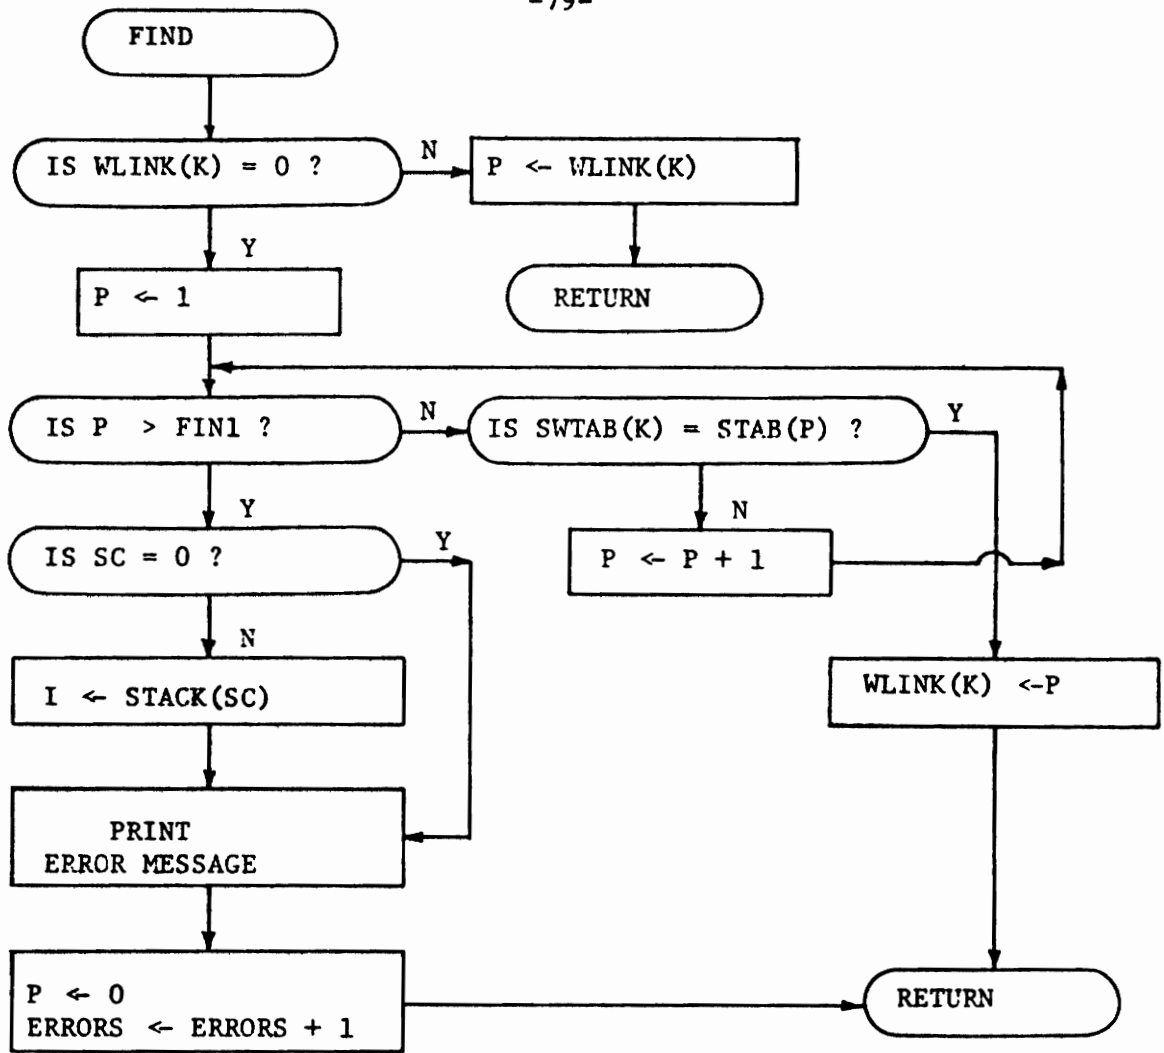 -79-
FIND
IS WLINK(K) = 0 ?
N
P <- WLINK(K)
Y
P <- 1
RETURN
IS P > FIN1 ?
N
IS SWTAB(K) = STAB(P) ?
Y
Y
N
IS SC = 0 ?
Y
P <- P + 1
N
I <- STACK(SC)
WLINK(K) <-P
PRINT
ERROR MESSAGE
P <- 0
ERRORS <- ERRORS + 1
RETURN